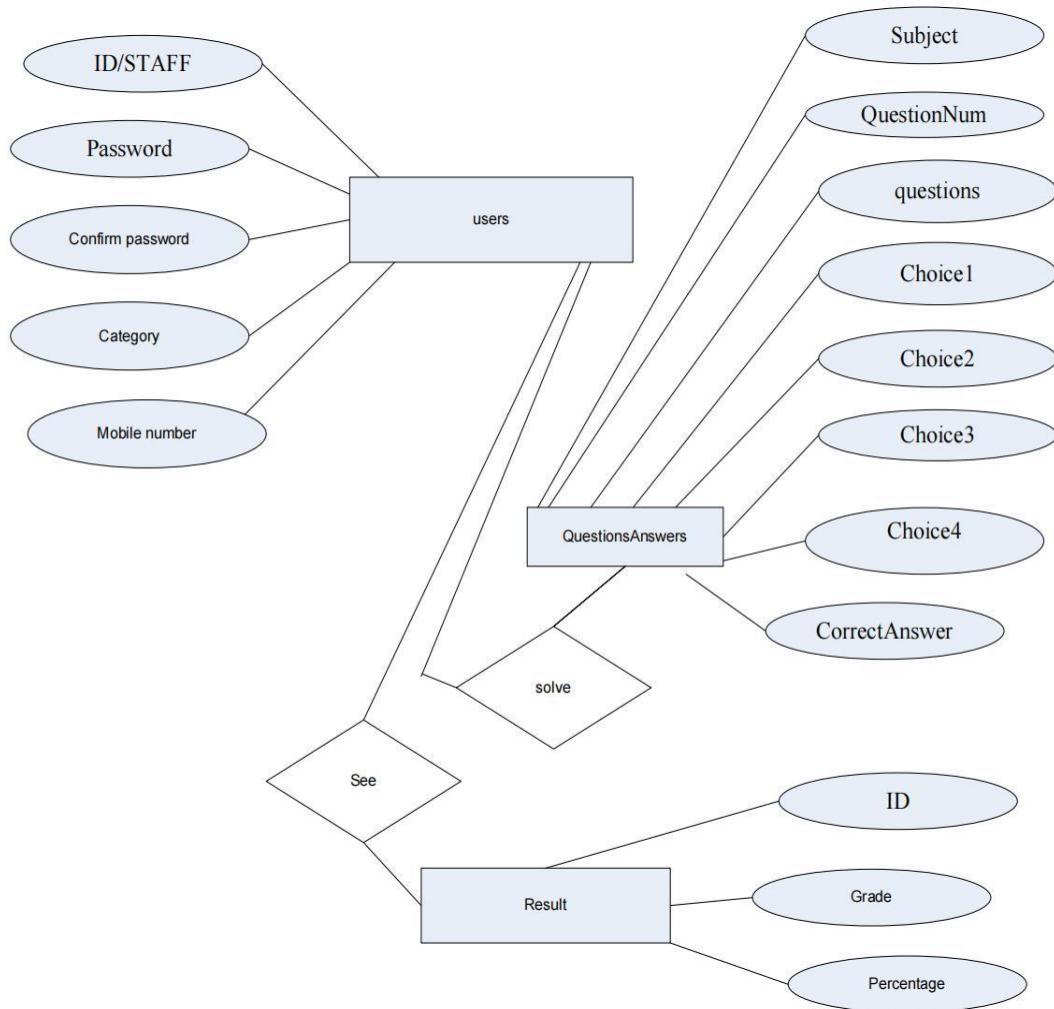 ID/STAFF
Password
Confirm password
Category
Mobile number
users
Subject
QuestionNum
questions
Choice1
Choice2
Choice3
Choice4
CorrectAnswer
QuestionsAnswers
solve
See
Result
ID
Grade
Percentage